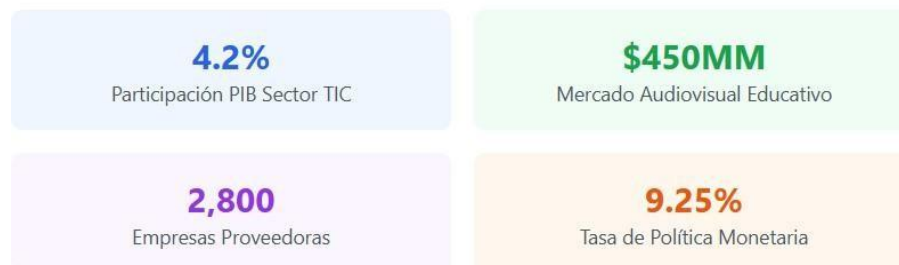 4.2%
Participación PIB Sector TIC
$450MM
Mercado Audiovisual Educativo
2,800
Empresas Proveedoras
9.25%
Tasa de Política Monetaria